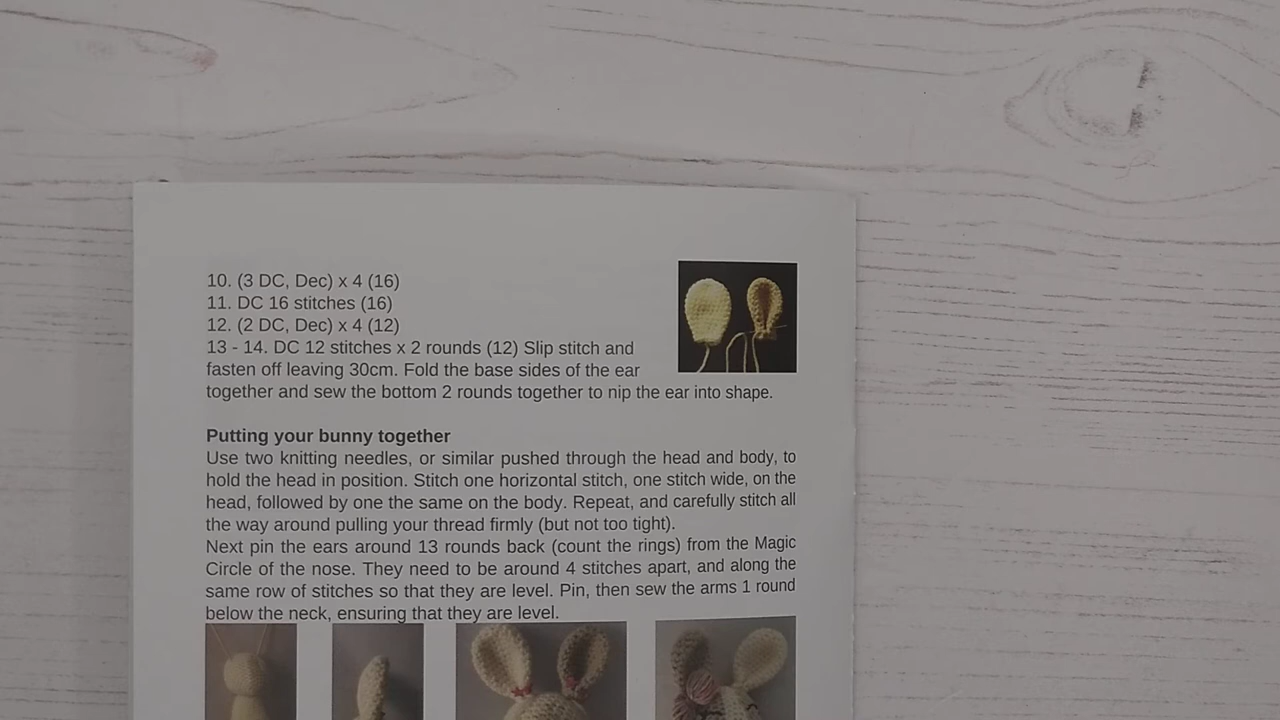 10. (3 DC, Dec) x 4 (16)
11. DC 16 stitches (16)
12. (2 DC, Dec) x 4 (12)
13 - 14. DC 12 stitches x 2 rounds (12) Slip stitch and
fasten off leaving 30cm. Fold the base sides of the ear
together and sew the bottom 2 rounds together to nip the ear into shape.
Putting your bunny together
Use two knitting needles, or similar pushed through the head and body, to
hold the head in position. Stitch one horizontal stitch, one stitch wide, on the
head, followed by one the same on the body. Repeat, and carefully stitch all
the way around pulling your thread firmly (but not too tight).
Next pin the ears around 13 rounds back (count the rings) from the Magic
Circle of the nose. They need to be around 4 stitches apart, and along the
same row of stitches so that they are level. Pin, then sew the arms 1 round
below the neck, ensuring that they are level.